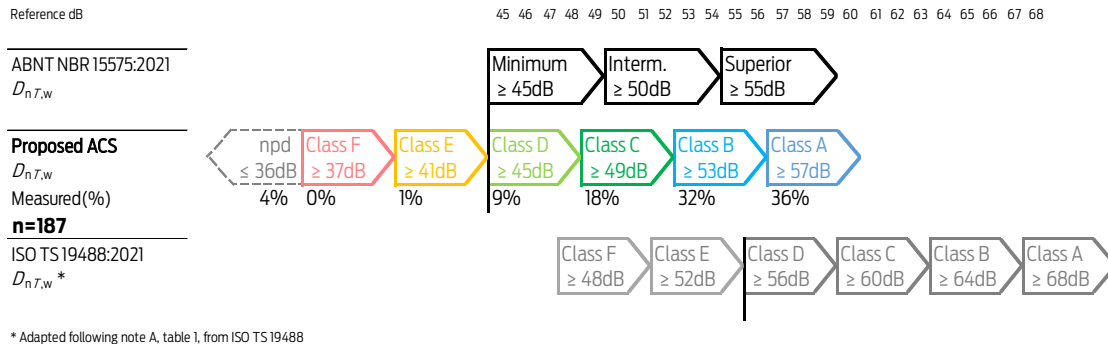 Reference dB 45 46 47 48 49 50 51 52 53 54 55 56 57 58 59 60 61 62 63 64 65 66 67 68
ABNT NBR 15575:2021 Minimum Interm. Superior
DnT,w ≥ 45dB ≥ 50dB ≥ 55dB
Proposed ACS npd Class F Class E Class D Class C Class B Class A
DnT,w ≤ 36dB ≥ 37dB ≥ 41dB ≥ 45dB ≥ 49dB ≥ 53dB ≥ 57dB
Measured(%) 4% 0% 1% 9% 18% 32% 36%
n=187
ISO TS 19488:2021 Class F Class E Class D Class C Class B Class A
DnT,w * ≥ 48dB ≥ 52dB ≥ 56dB ≥ 60dB ≥ 64dB ≥ 68dB
* Adapted following note A, table 1, from ISO TS 19488